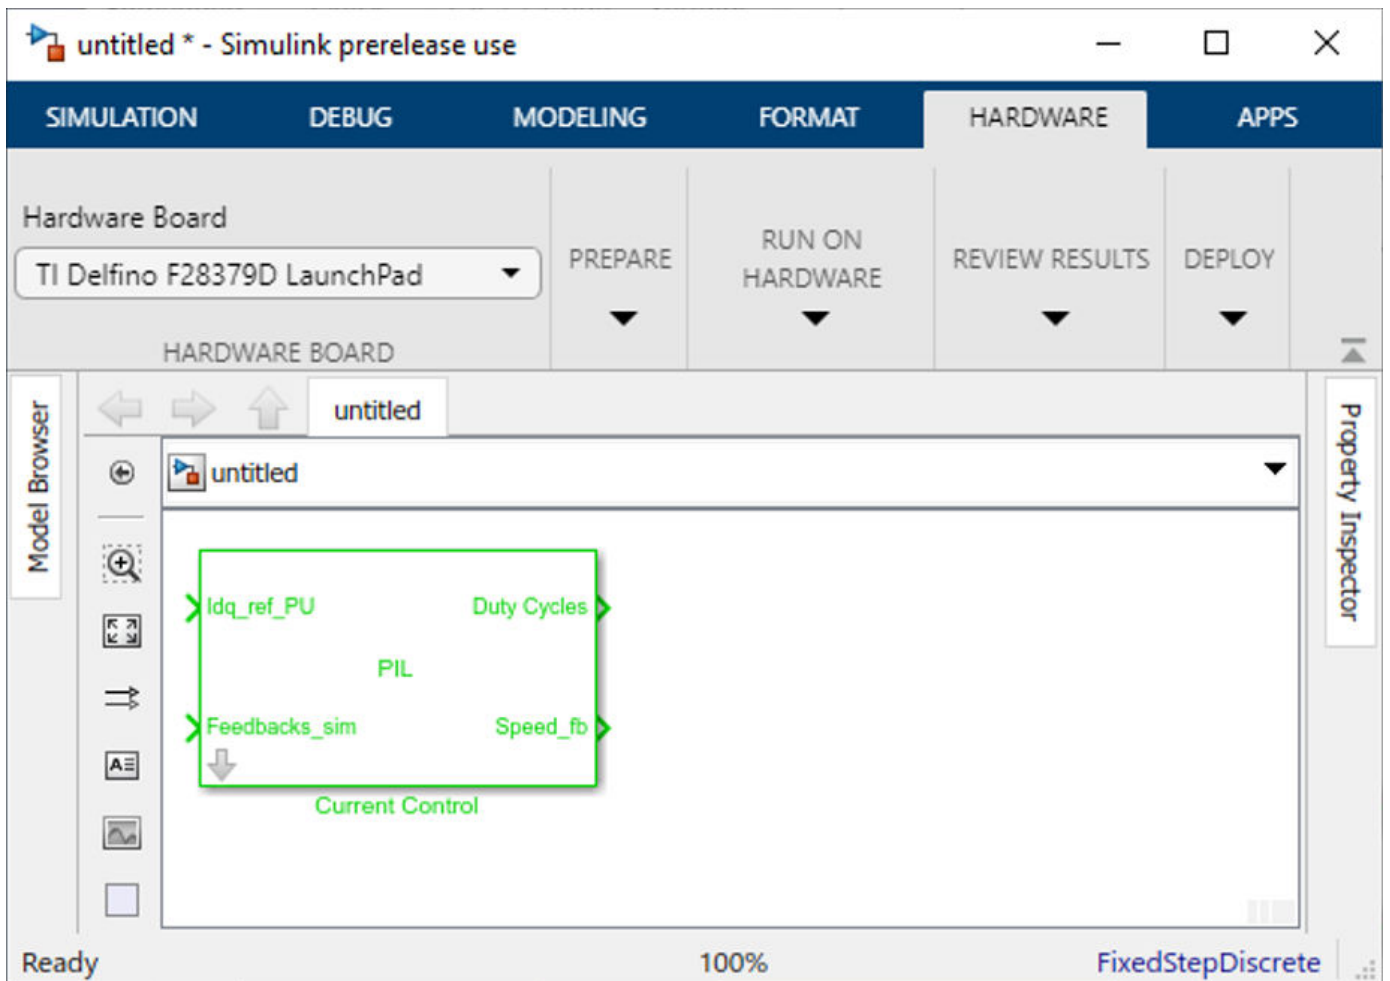 untitled * - Simulink prerelease use
SIMULATION DEBUG MODELING FORMAT HARDWARE APPS
Hardware Board
TI Delfino F28379D LaunchPad
HARDWARE BOARD
PREPARE
RUN ON
HARDWARE
REVIEW RESULTS
DEPLOY
Model Browser
untitled
untitled
Property Inspector
Idq_ref_PU
Duty Cycles
PIL
Feedbacks_sim
Speed_fb
Current Control
A
Ready
100%
FixedStepDiscrete